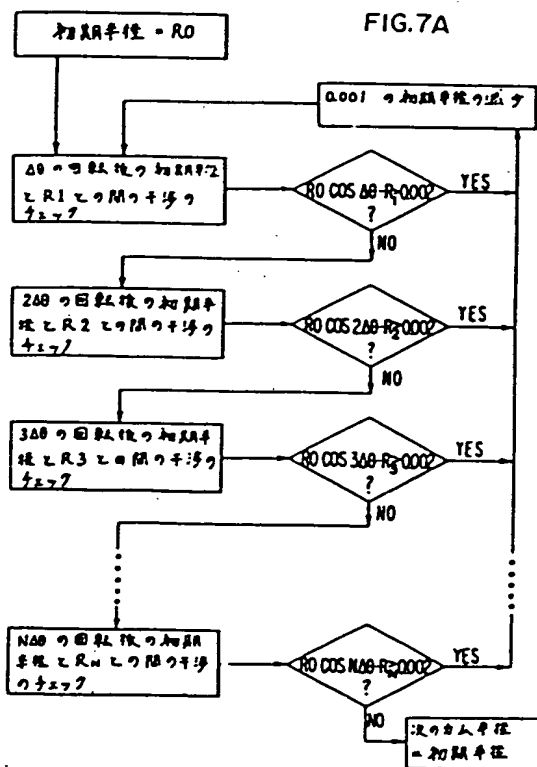 FIG.7A
初期半径 = R0
0.001 の初期半径の減少
Δθ の回転後の初期半径
と R1 との間の干渉の
チェック
R0 COS Δθ-R₁>0.002
?
YES
NO
2Δθ の回転後の初期半
径と R2 との間の干渉の
チェック
R0 COS 2Δθ-R₂>0.002
?
YES
NO
3Δθ の回転後の初期半
径と R3 との間の干渉の
チェック
R0 COS 3Δθ-R₃>0.002
?
YES
NO
NΔθ の回転後の初期
半径と RN との間の干渉
のチェック
R0 COS NΔθ-RN>0.002
?
YES
NO
次のカム半径
= 初期半径